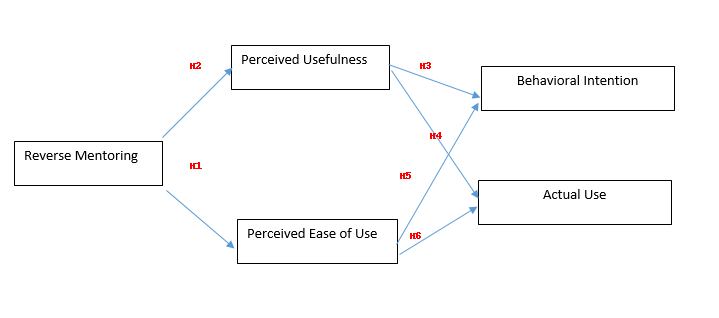 Perceived Usefulness
H2
H3
Behavioral Intention
H4
Reverse Mentoring
H1
H5
Actual Use
Perceived Ease of Use
H6